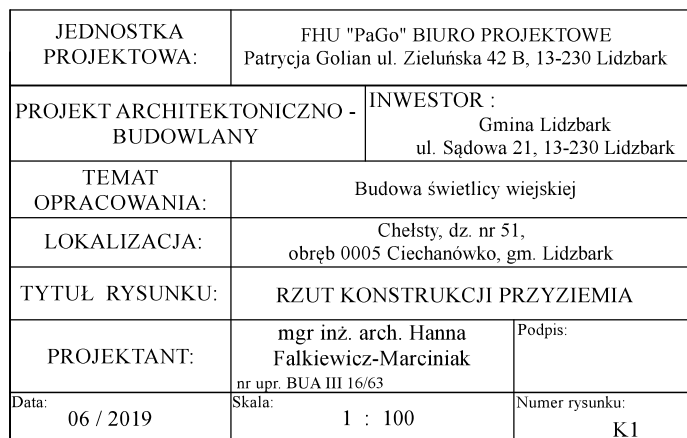 JEDNOSTKA
PROJEKTOWA:
FHU "PaGo" BIURO PROJEKTOWE
Patrycja Golian ul. Zieluńska 42 B, 13-230 Lidzbark
PROJEKT ARCHITEKTONICZNO -
BUDOWLANY
INWESTOR :
Gmina Lidzbark
ul. Sądowa 21, 13-230 Lidzbark
TEMAT
OPRACOWANIA:
Budowa świetlicy wiejskiej
LOKALIZACJA:
Chełsty, dz. nr 51,
obręb 0005 Ciechanówko, gm. Lidzbark
TYTUŁ RYSUNKU:
RZUT KONSTRUKCJI PRZYZIEMIA
PROJEKTANT:
mgr inż. arch. Hanna
Falkiewicz-Marciniak
nr upr. BUA III 16/63
Podpis:
Data:
06 / 2019
Skala:
1 : 100
Numer rysunku:
K1